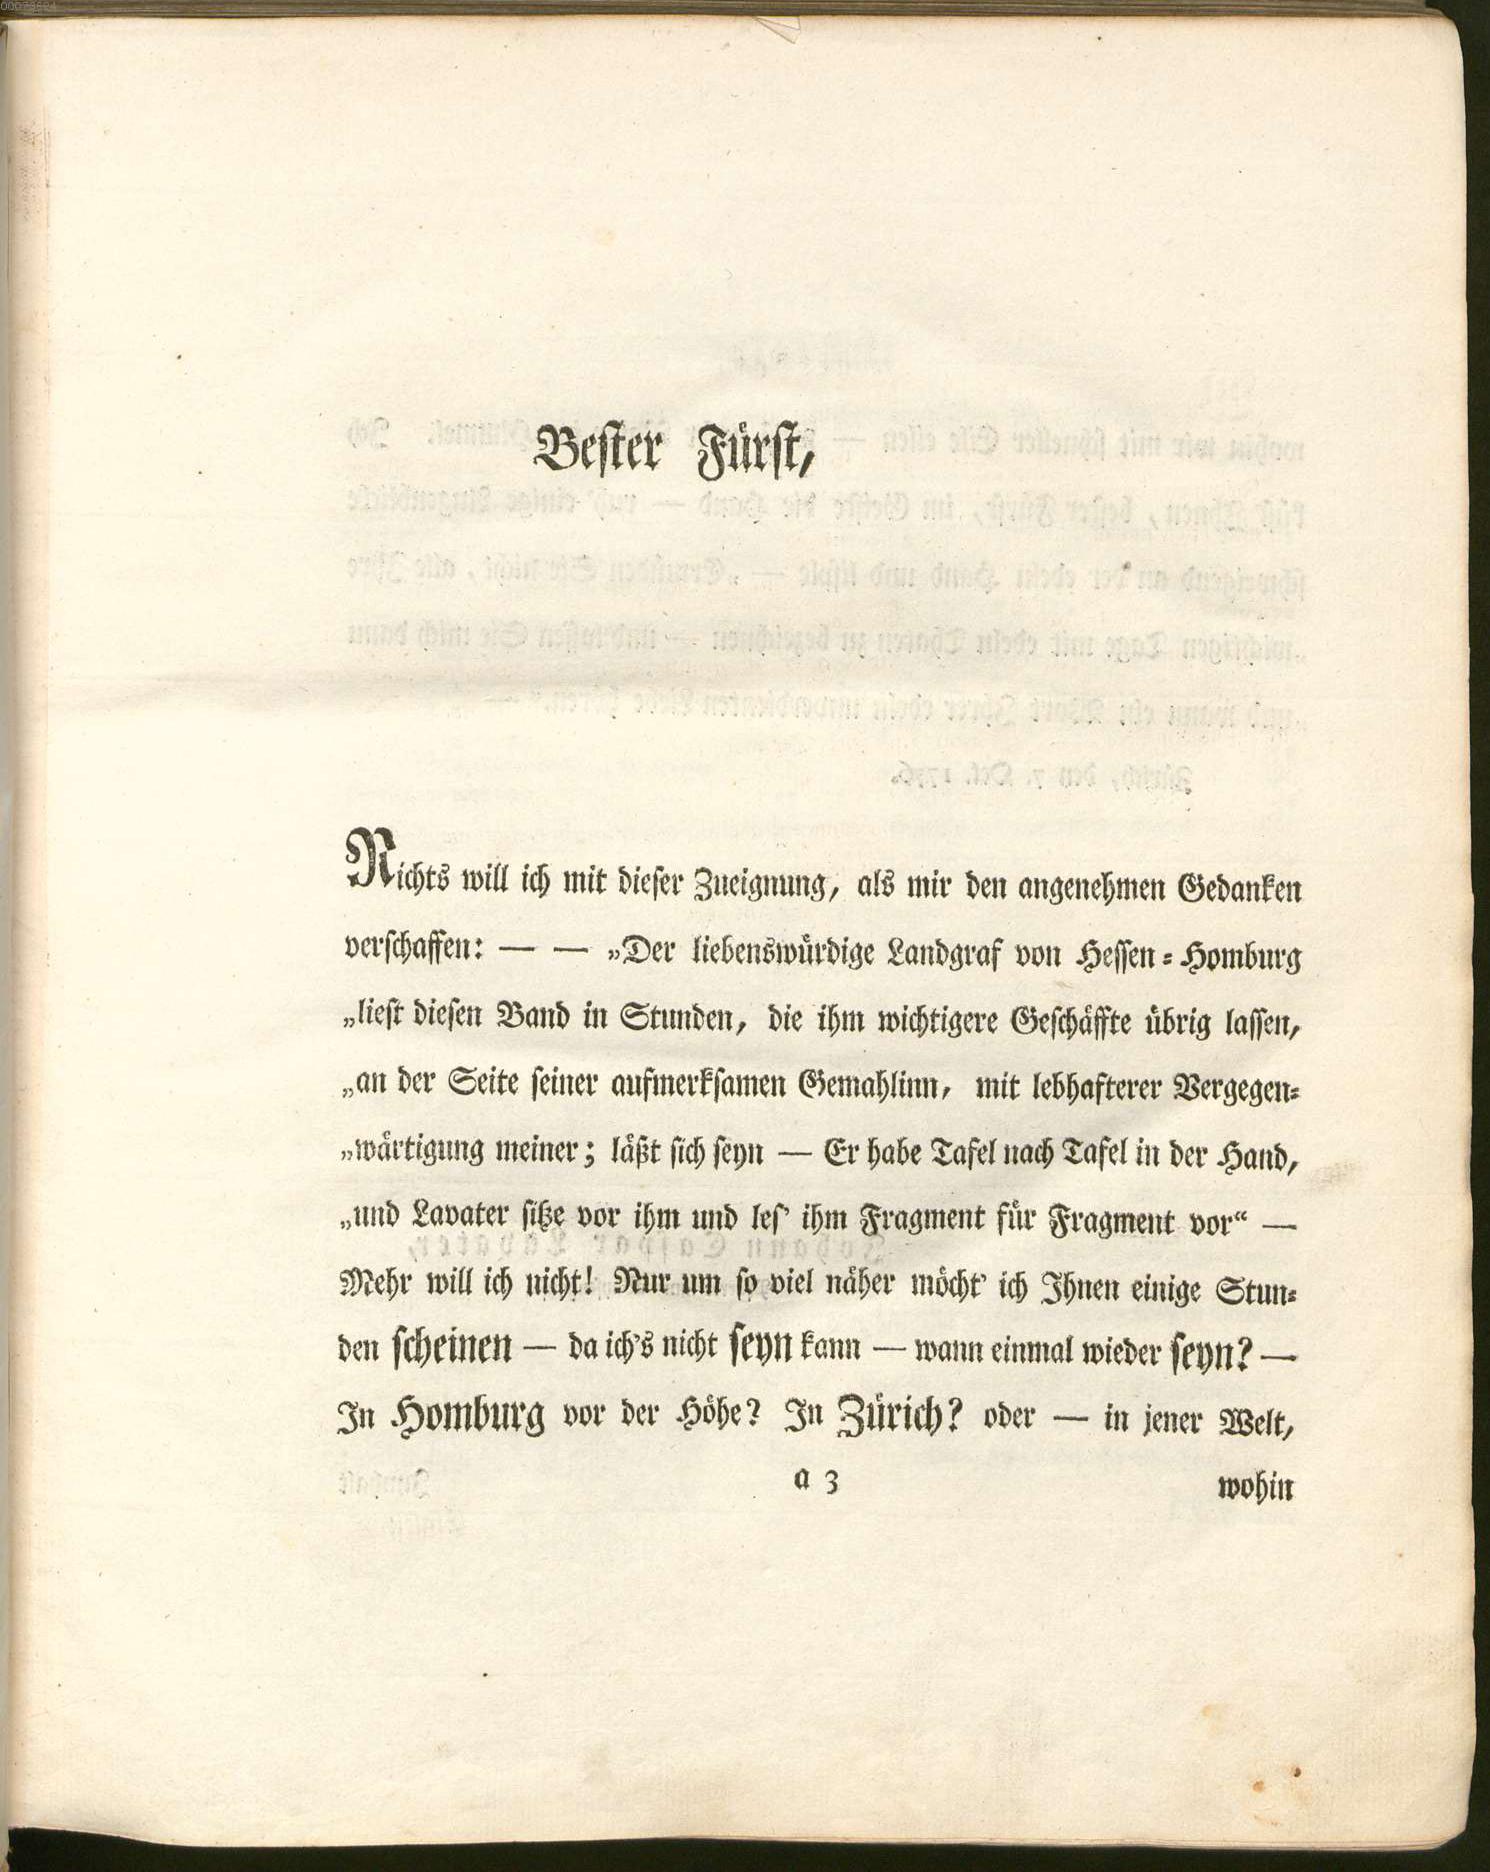 00073624
Bester Fürst,
Nichts will ich mit dieser Zueignung, als mir den angenehmen Gedanken
verschaffen: — — „Der liebenswürdige Landgraf von Hessen-Homburg
„liest diesen Band in Stunden, die ihm wichtigere Geschäffte übrig lassen,
„an der Seite seiner aufmerksamen Gemahlinn, mit lebhafterer Vergegen-
„wärtigung meiner; läßt sich seyn — Er habe Tafel nach Tafel in der Hand,
„und Lavater sitze vor ihm und les' ihm Fragment für Fragment vor“ —
Mehr will ich nicht! Nur um so viel näher möcht' ich Ihnen einige Stun-
den scheinen — da ich's nicht seyn kann — wann einmal wieder seyn? —
In Homburg vor der Höhe? In Zürich? oder — in jener Welt,
a 3 wohin